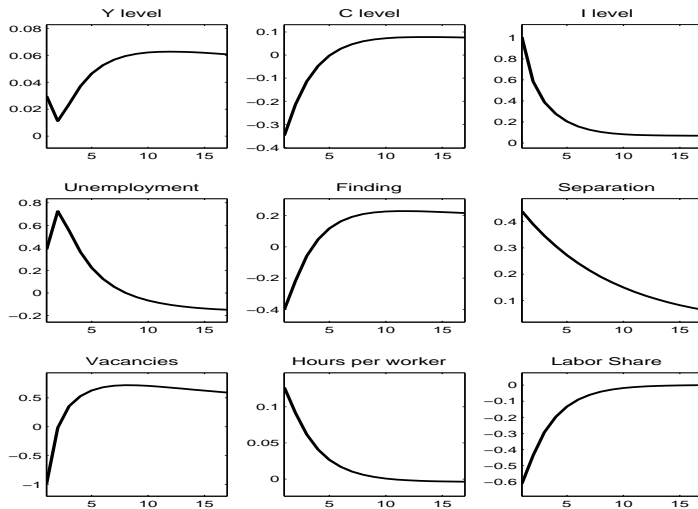 Y level
0.08
0.06
0.04
0.02
0
5 10 15
C level
0.1
0
−0.1
−0.2
−0.3
−0.4
5 10 15
I level
1
0.8
0.6
0.4
0.2
0
5 10 15
Unemployment
0.8
0.6
0.4
0.2
0
−0.2
5 10 15
Finding
0.2
0
−0.2
−0.4
5 10 15
Separation
0.4
0.3
0.2
0.1
5 10 15
Vacancies
0.5
0
−0.5
−1
5 10 15
Hours per worker
0.1
0.05
0
5 10 15
Labor Share
0
−0.1
−0.2
−0.3
−0.4
−0.5
−0.6
5 10 15